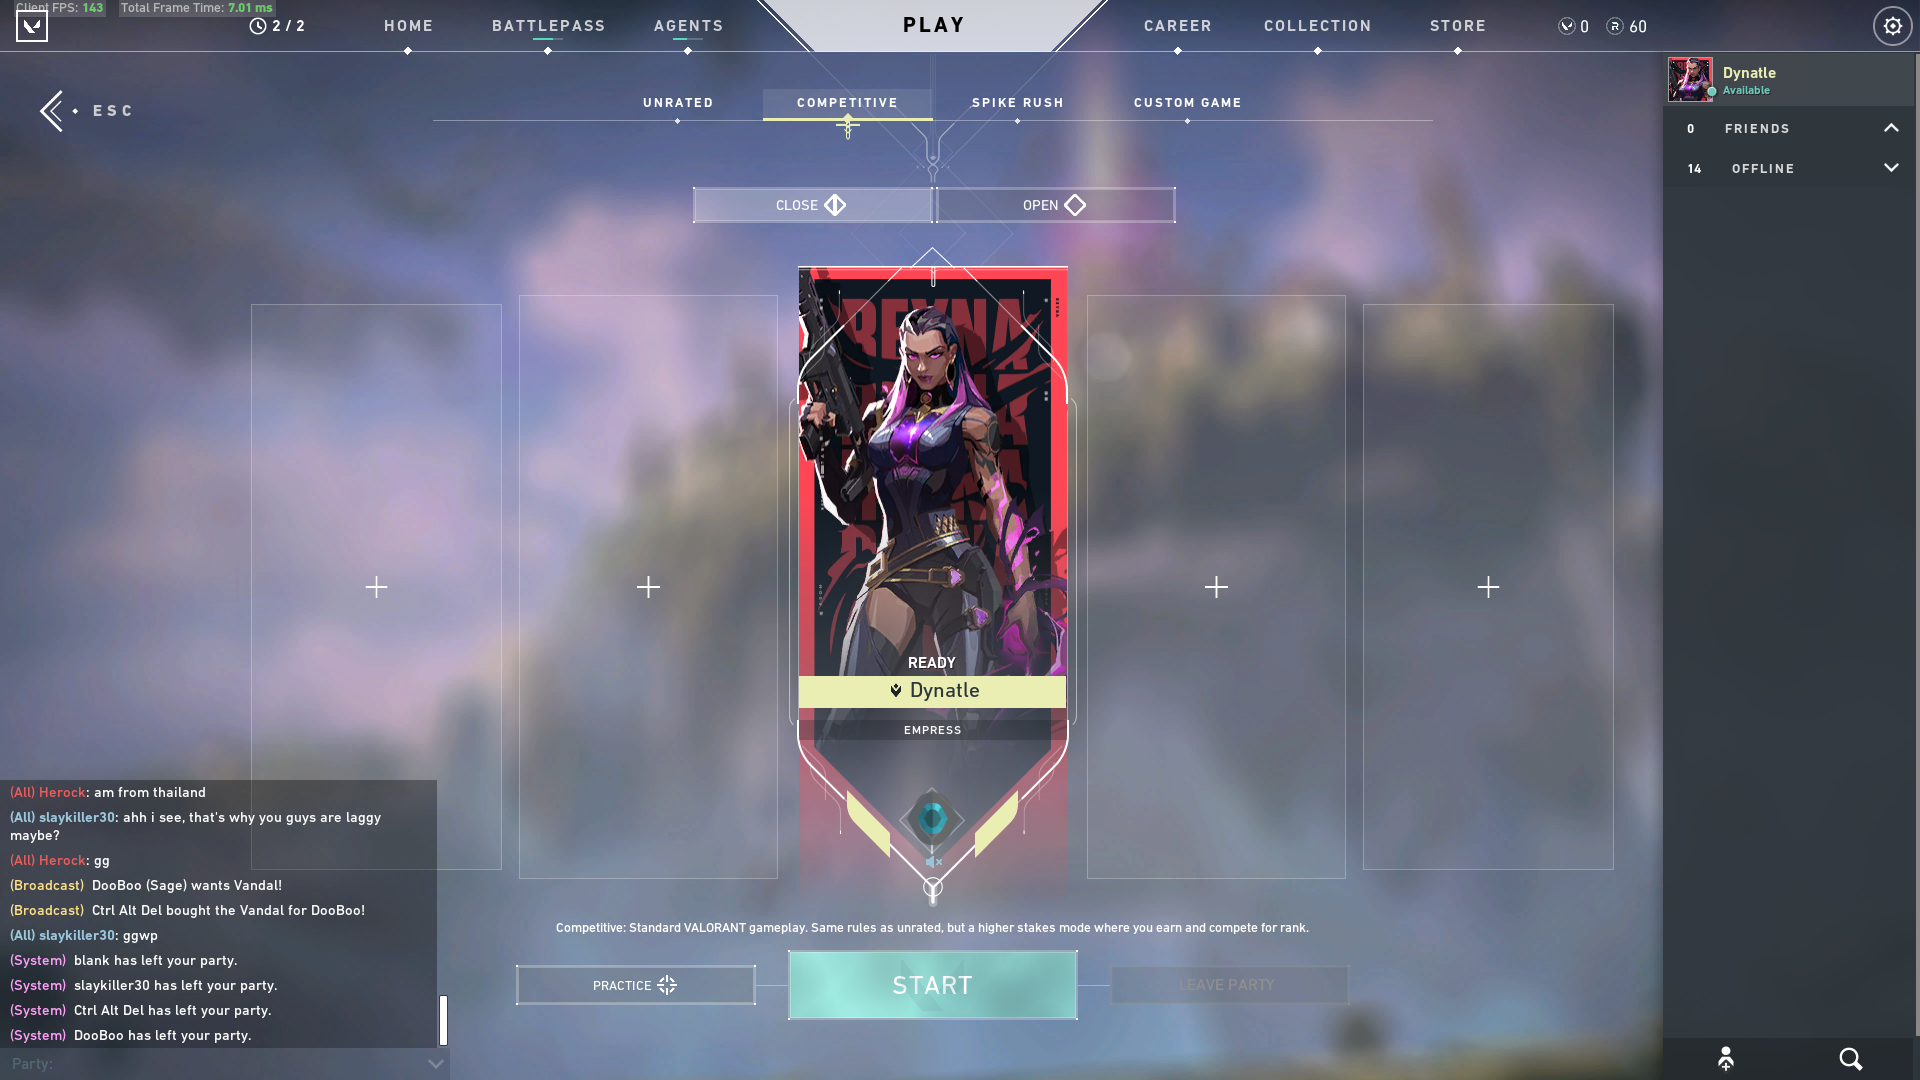 Client FPS: 143 Total Frame Time: 7.01 ms
2 / 2 HOME BATTLEPASS AGENTS PLAY CAREER COLLECTION STORE 0 60
ESC
UNRATED COMPETITIVE SPIKE RUSH CUSTOM GAME
CLOSE OPEN
Dynatle
Available
0 FRIENDS
14 OFFLINE
REYNA
READY
Dynatle
EMPRESS
(All) Herock: am from thailand
(All) slaykiller30: ahh i see, that's why you guys are laggy
maybe?
(All) Herock: gg
(Broadcast) DooBoo (Sage) wants Vandal!
(Broadcast) Ctrl Alt Del bought the Vandal for DooBoo!
(All) slaykiller30: ggwp
(System) blank has left your party.
(System) slaykiller30 has left your party.
(System) Ctrl Alt Del has left your party.
(System) DooBoo has left your party.
Party:
Competitive: Standard VALORANT gameplay. Same rules as unrated, but a higher stakes mode where you earn and compete for rank.
PRACTICE START LEAVE PARTY